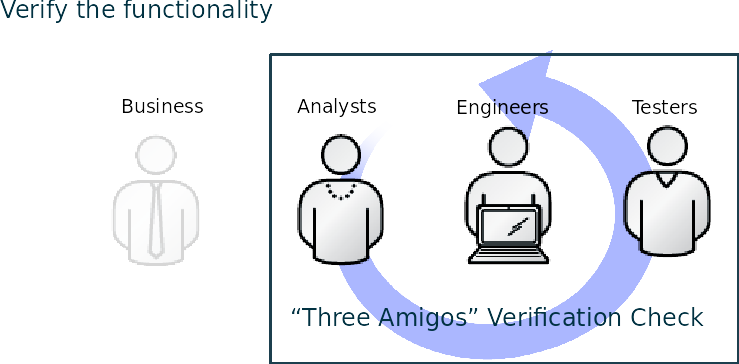 Verify the functionality
Business
Analysts
Engineers
Testers
“Three Amigos” Verification Check